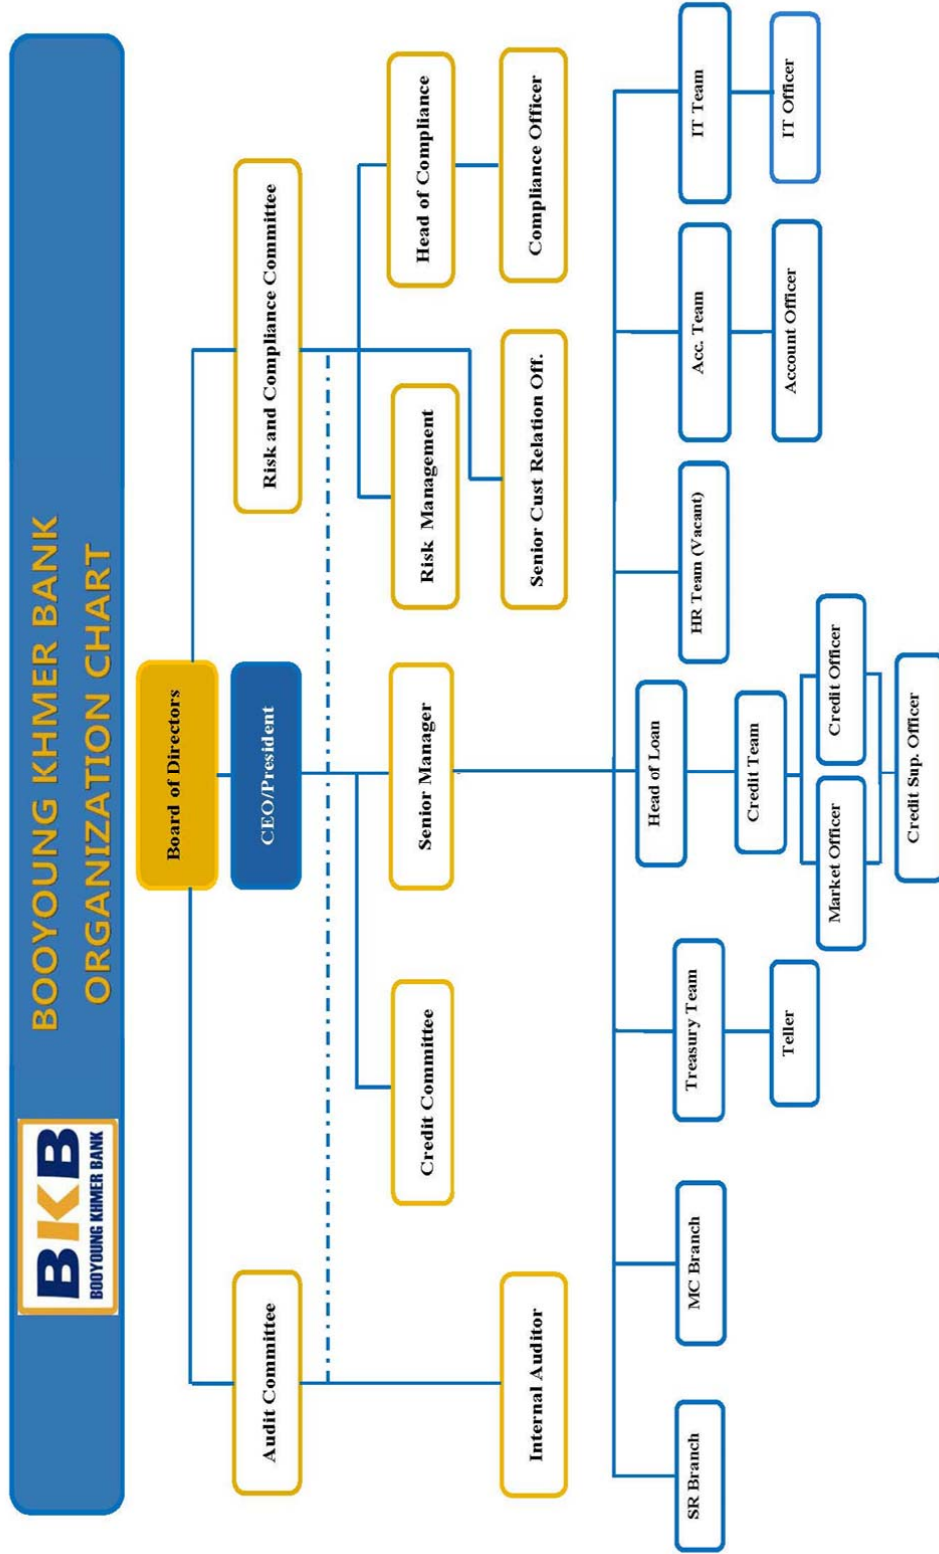 BKB
BOOYOUNG KHMER BANK
BOOYOUNG KHMER BANK
ORGANIZATION CHART
Board of Directors
CEO/President
Audit Committee
Risk and Compliance Committee
Credit Committee
Senior Manager
Risk Management
Head of Compliance
Internal Auditor
Senior Cust Relation Off.
Compliance Officer
SR Branch
MC Branch
Treasury Team
Head of Loan
HR Team (Vacant)
Acc. Team
IT Team
Teller
Credit Team
Account Officer
IT Officer
Market Officer
Credit Officer
Credit Sup. Officer